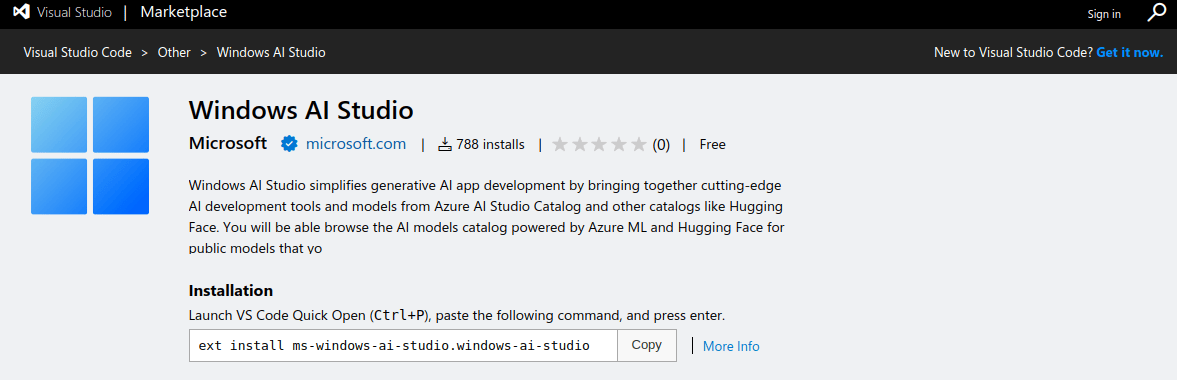 Visual Studio | Marketplace
Sign in
Visual Studio Code > Other > Windows AI Studio
New to Visual Studio Code? Get it now.
Windows AI Studio
Microsoft microsoft.com | 788 installs | (0) | Free
Windows AI Studio simplifies generative AI app development by bringing together cutting-edge
AI development tools and models from Azure AI Studio Catalog and other catalogs like Hugging
Face. You will be able browse the AI models catalog powered by Azure ML and Hugging Face for
public models that yo
Installation
Launch VS Code Quick Open (Ctrl+P), paste the following command, and press enter.
ext install ms-windows-ai-studio.windows-ai-studio Copy | More Info